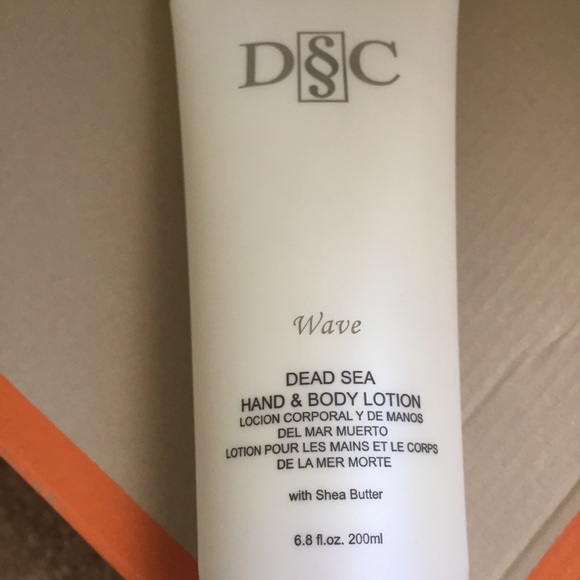 D§C
Wave
DEAD SEA
HAND & BODY LOTION
LOCION CORPORAL Y DE MANOS
DEL MAR MUERTO
LOTION POUR LES MAINS ET LE CORPS
DE LA MER MORTE
with Shea Butter
6.8 fl.oz. 200ml